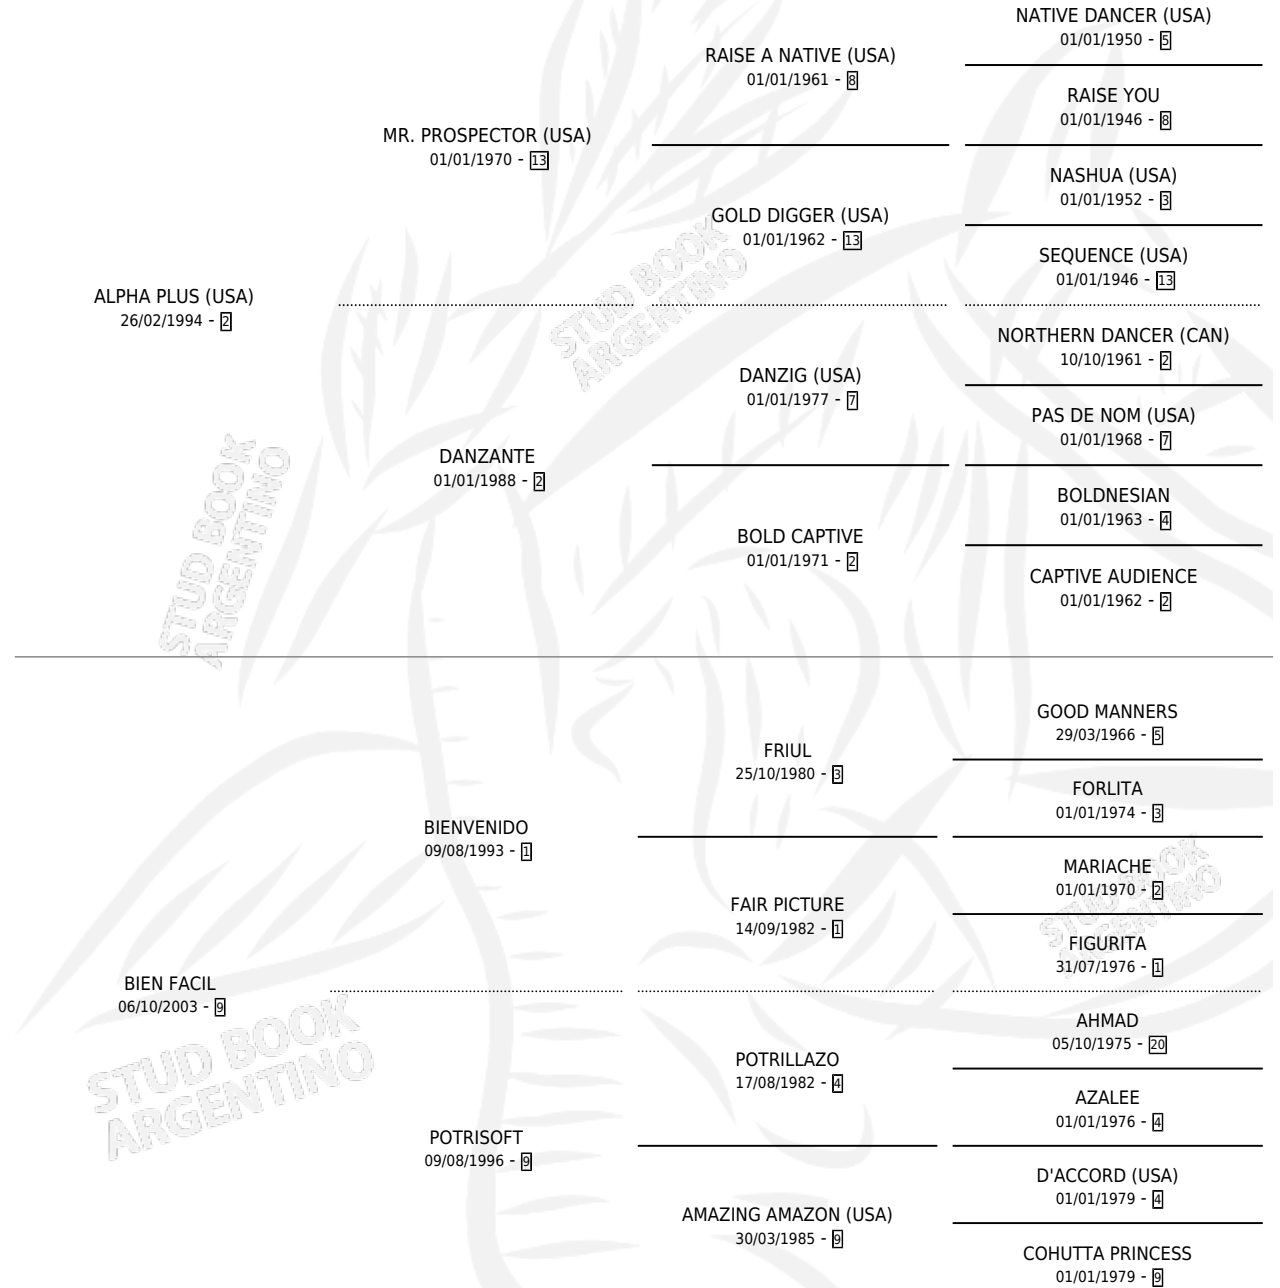 NATIVE DANCER (USA)
01/01/1950 - 5
RAISE A NATIVE (USA)
01/01/1961 - 8
RAISE YOU
01/01/1946 - 8
MR. PROSPECTOR (USA)
01/01/1970 - 13
NASHUA (USA)
01/01/1952 - 3
GOLD DIGGER (USA)
01/01/1962 - 13
SEQUENCE (USA)
01/01/1946 - 13
ALPHA PLUS (USA)
26/02/1994 - 2
NORTHERN DANCER (CAN)
10/10/1961 - 2
DANZIG (USA)
01/01/1977 - 7
PAS DE NOM (USA)
01/01/1968 - 7
DANZANTE
01/01/1988 - 2
BOLDNESIAN
01/01/1963 - 4
BOLD CAPTIVE
01/01/1971 - 2
CAPTIVE AUDIENCE
01/01/1962 - 2
STUD BOOK
ARGENTINO
STUD BOOK
ARGENTINO
GOOD MANNERS
29/03/1966 - 5
FRIUL
25/10/1980 - 3
FORLITA
01/01/1974 - 3
BIENVENIDO
09/08/1993 - 1
MARIACHE
01/01/1970 - 2
FAIR PICTURE
14/09/1982 - 1
FIGURITA
31/07/1976 - 1
BIEN FACIL
06/10/2003 - 9
AHMAD
05/10/1975 - 20
POTRILLAZO
17/08/1982 - 4
AZALEE
01/01/1976 - 4
POTRISOFT
09/08/1996 - 9
D'ACCORD (USA)
01/01/1979 - 4
AMAZING AMAZON (USA)
30/03/1985 - 9
COHUTTA PRINCESS
01/01/1979 - 9
STUD BOOK
ARGENTINO
STUD BOOK
ARGENTINO